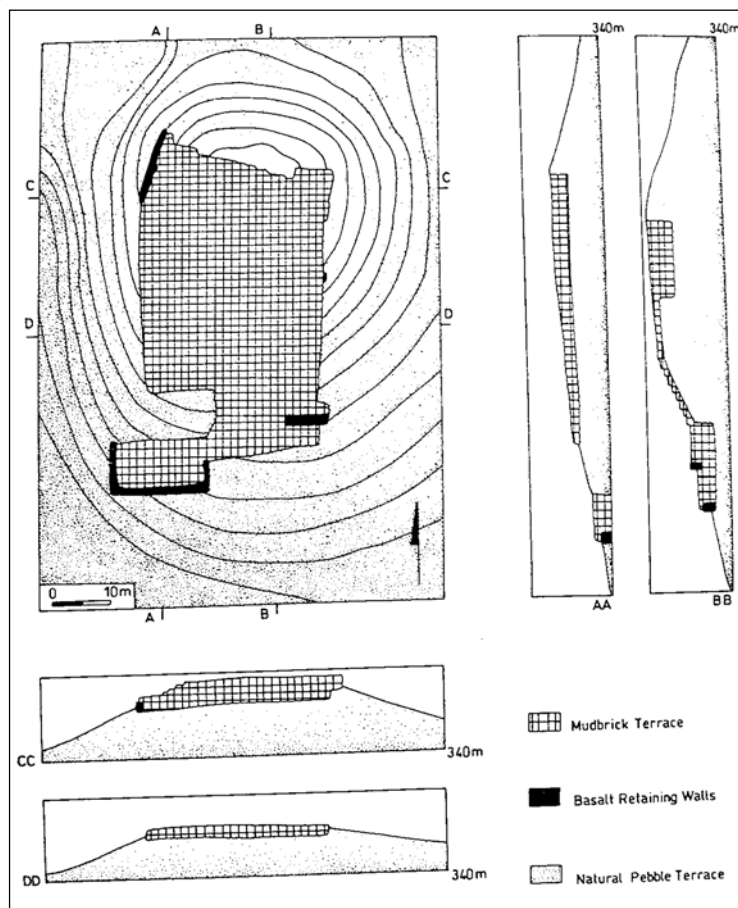 A B
340m 340m
C C
D D
0 10m
A B
AA BB
CC 340m
DD 340m
Mudbrick Terrace
Basalt Retaining Walls
Natural Pebble Terrace